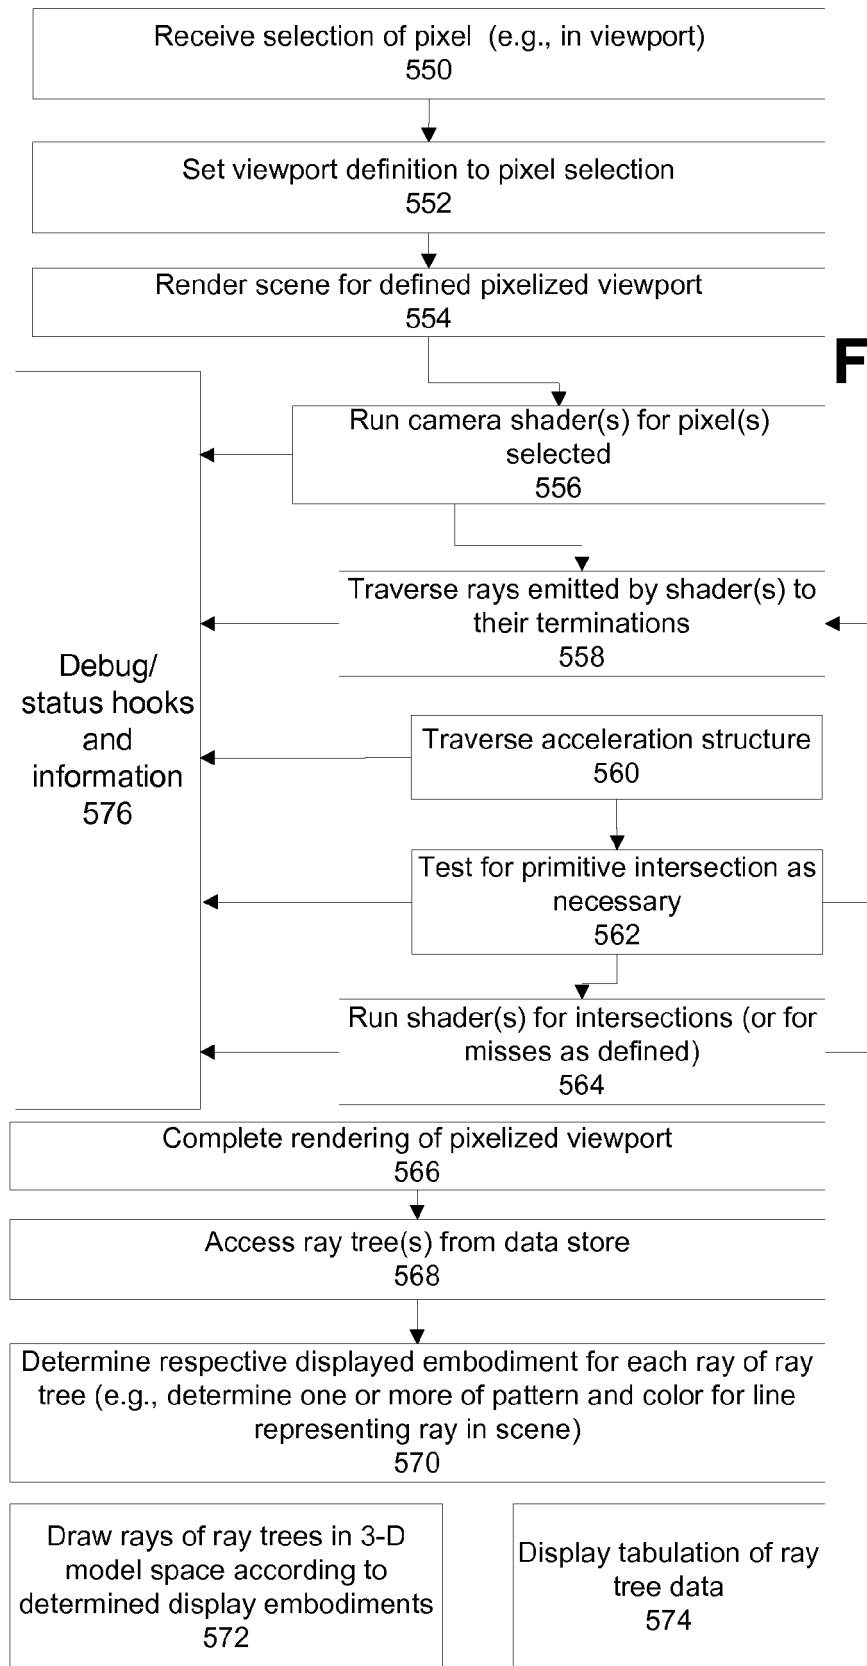 Receive selection of pixel (e.g., in viewport)
550
Set viewport definition to pixel selection
552
Render scene for defined pixelized viewport
554
F
Run camera shader(s) for pixel(s)
selected
556
Traverse rays emitted by shader(s) to
their terminations
558
Debug/
status hooks
and
information
576
Traverse acceleration structure
560
Test for primitive intersection as
necessary
562
Run shader(s) for intersections (or for
misses as defined)
564
Complete rendering of pixelized viewport
566
Access ray tree(s) from data store
568
Determine respective displayed embodiment for each ray of ray
tree (e.g., determine one or more of pattern and color for line
representing ray in scene)
570
Draw rays of ray trees in 3-D
model space according to
determined display embodiments
572
Display tabulation of ray
tree data
574